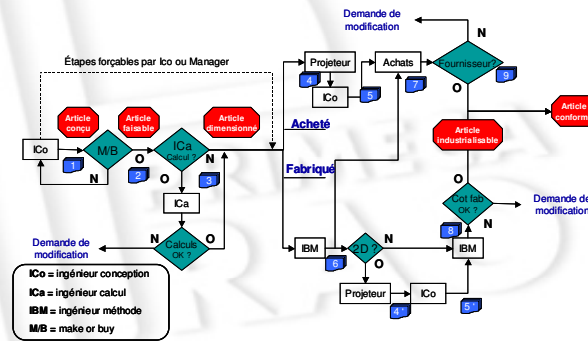 Demande de
modification
N
Étapes forçables par Ico ou Manager
Projeteur
Achats
Fournisseur?
4
ICo
5
7
9
O
Article
conçu
Article
faisable
Article
dimensionné
Article
conforme
Acheté
ICo
M/B
ICa
Calcul ?
N
Article
industrialisable
1
O
2
3
N
O
Fabriqué
O
ICa
Cot fab
OK ?
Demande de
modification
N
8
Demande de
modification
N
Calculs
OK ?
O
IBM
2D ?
N
IBM
6
O
Projeteur
ICo
4'
5'
ICo = ingénieur conception
ICa = ingénieur calcul
IBM = ingénieur méthode
M/B = make or buy